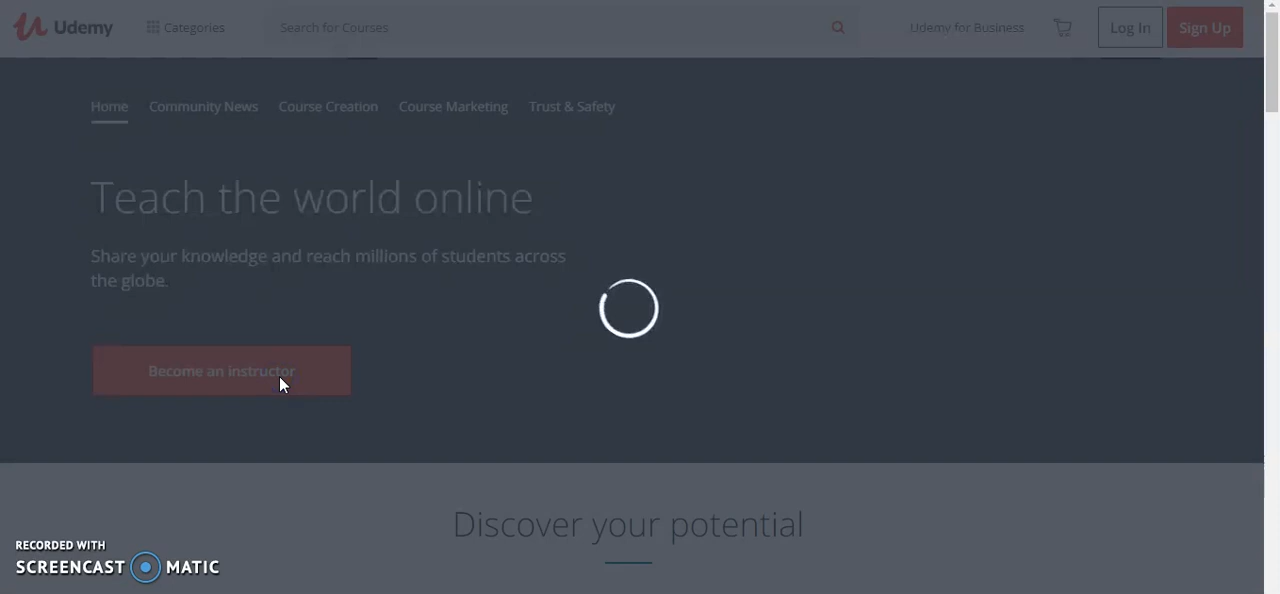 Udemy
Categories
Search for Courses
Udemy for Business
Log In
Sign Up
Home
Community News
Course Creation
Course Marketing
Trust & Safety
Teach the world online
Share your knowledge and reach millions of students across
the globe.
Become an instructor
Discover your potential
RECORDED WITH
SCREENCAST MATIC